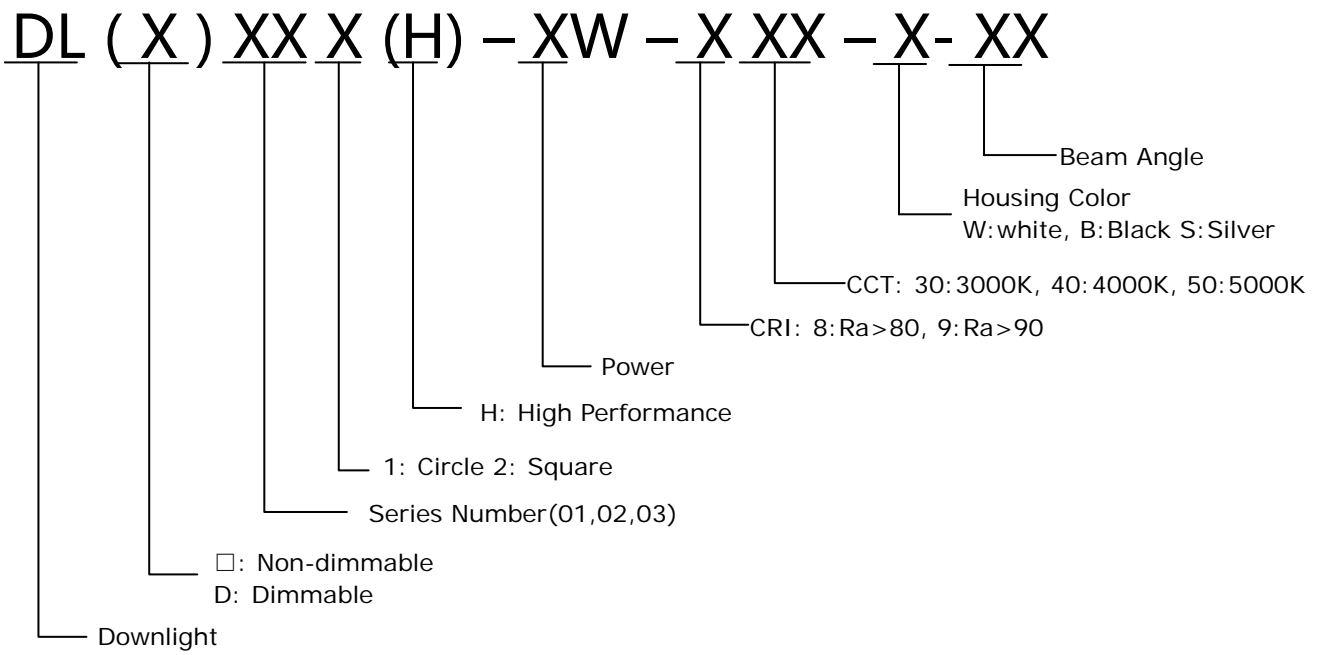 DL (X) XX X (H) – XW – X XX – X- XX
Beam Angle
Housing Color
W:white, B:Black S:Silver
CCT: 30:3000K, 40:4000K, 50:5000K
CRI: 8:Ra>80, 9:Ra>90
Power
H: High Performance
1: Circle 2: Square
Series Number(01,02,03)
□: Non-dimmable
D: Dimmable
Downlight